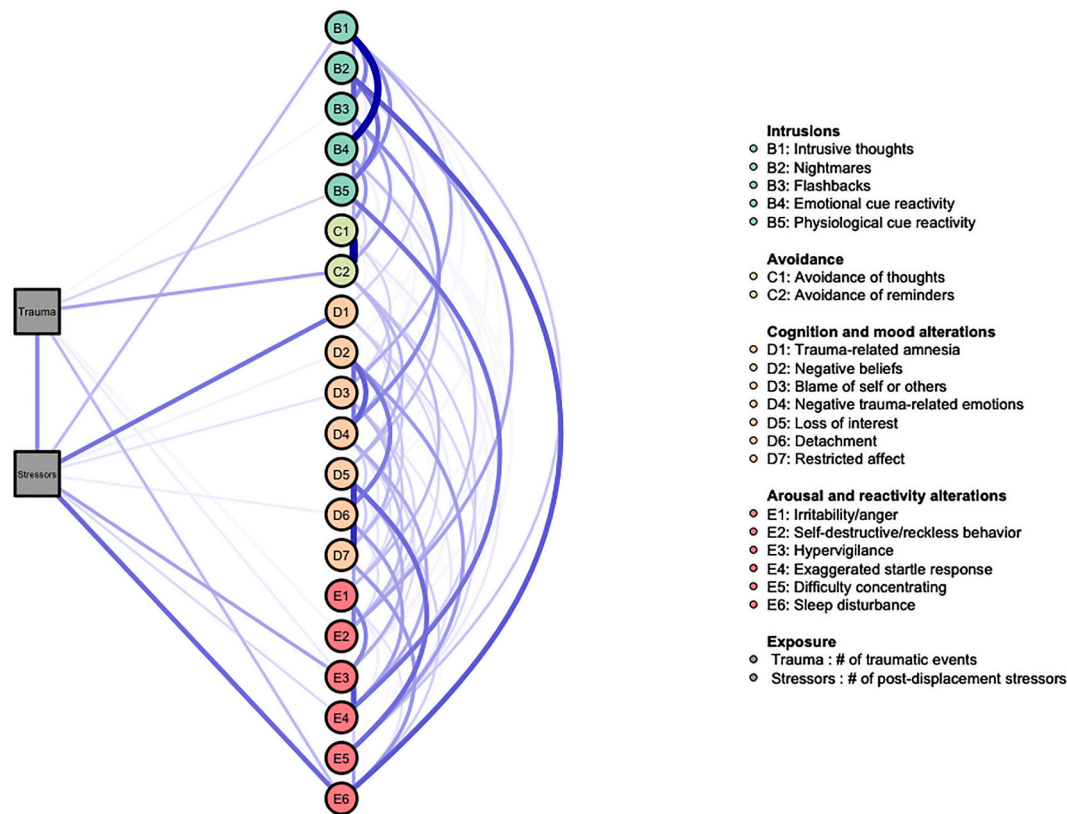 B1
B2
B3
B4
B5
C1
C2
D1
D2
D3
D4
D5
D6
D7
E1
E2
E3
E4
E5
E6
Trauma
Stressors
Intrusions
B1: Intrusive thoughts
B2: Nightmares
B3: Flashbacks
B4: Emotional cue reactivity
B5: Physiological cue reactivity
Avoidance
C1: Avoidance of thoughts
C2: Avoidance of reminders
Cognition and mood alterations
D1: Trauma-related amnesia
D2: Negative beliefs
D3: Blame of self or others
D4: Negative trauma-related emotions
D5: Loss of interest
D6: Detachment
D7: Restricted affect
Arousal and reactivity alterations
E1: Irritability/anger
E2: Self-destructive/reckless behavior
E3: Hypervigilance
E4: Exaggerated startle response
E5: Difficulty concentrating
E6: Sleep disturbance
Exposure
Trauma : # of traumatic events
Stressors : # of post-displacement stressors